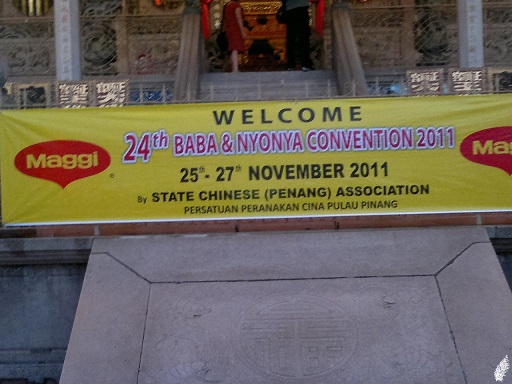 WELCOME
Maggi ® 24th BABA & NYONYA CONVENTION 2011 Mag
25th - 27th NOVEMBER 2011
By STATE CHINESE (PENANG) ASSOCIATION
PERSATUAN PERANAKAN CINA PULAU PINANG